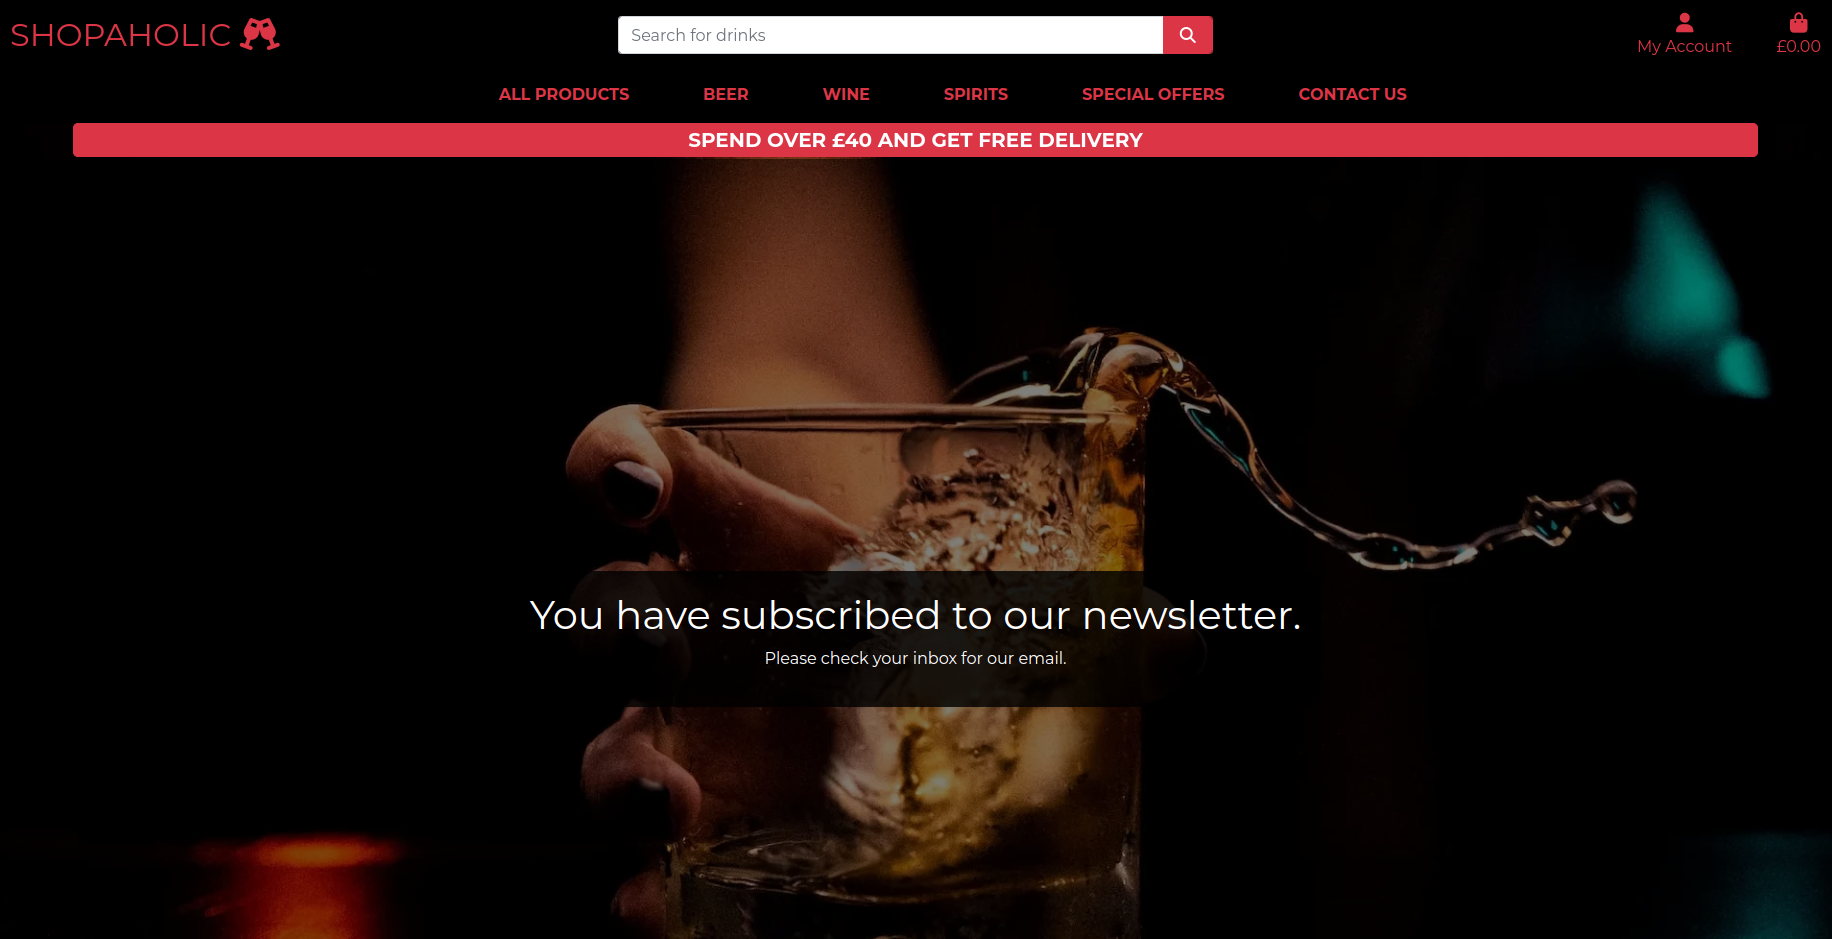 SHOPAHOLIC
Search for drinks
My Account
£0.00
ALL PRODUCTS
BEER
WINE
SPIRITS
SPECIAL OFFERS
CONTACT US
SPEND OVER £40 AND GET FREE DELIVERY
You have subscribed to our newsletter.
Please check your inbox for our email.